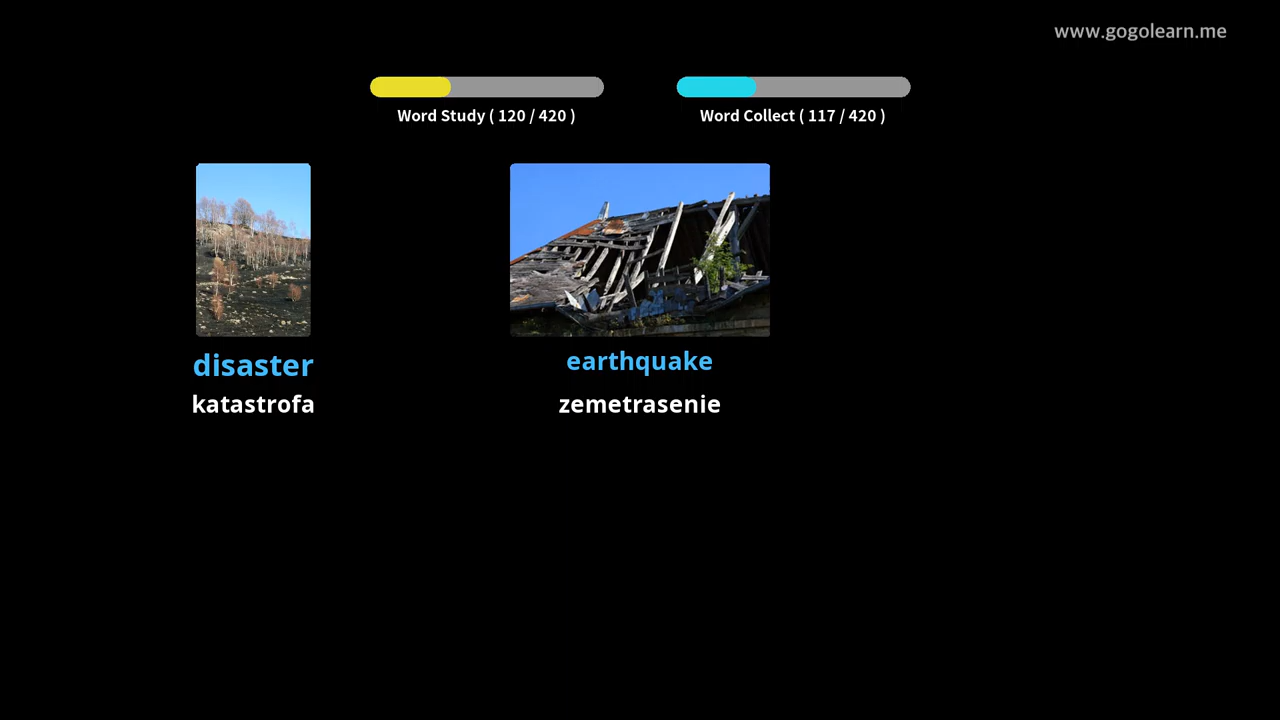 www.gogolearn.me
Word Study ( 120 / 420 )
Word Collect ( 117 / 420 )
disaster
katastrofa
earthquake
zemetrasenie